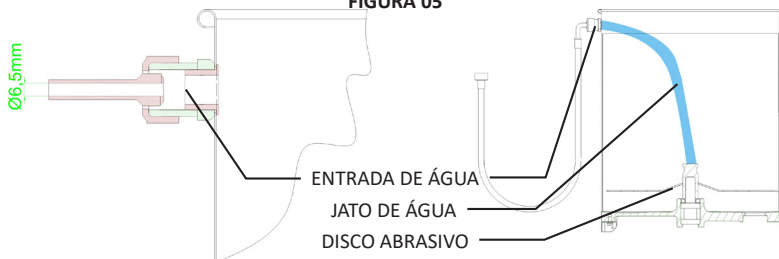 FIGURA 05
Ø6,5mm
ENTRADA DE ÁGUA
JATO DE ÁGUA
DISCO ABRASIVO